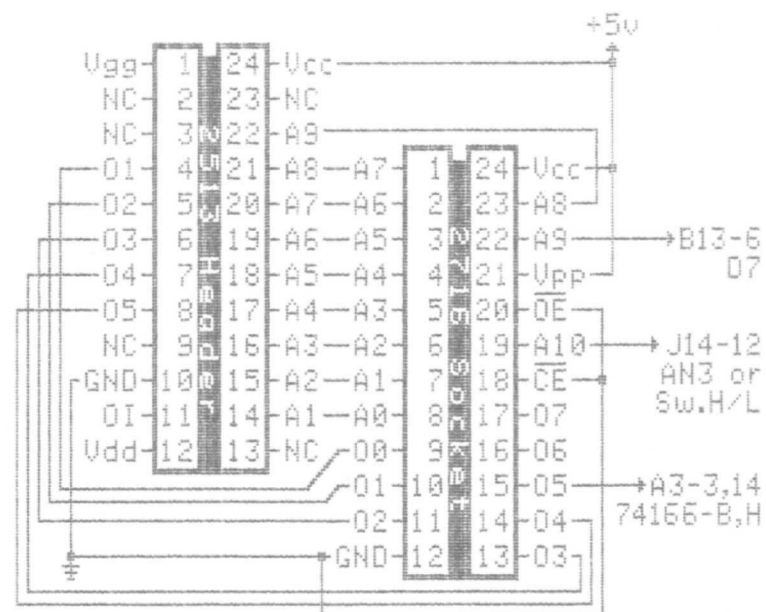 +5v
Vgg 1 24 Vcc
NC 2 23 NC
NC 3 22 A9
O1 4 21 A8 A7 1 24 Vcc
O2 5 20 A7 A6 2 23 A8
O3 6 19 A6 A5 3 22 A9 B13-6
O4 7 18 A5 A4 4 21 Vpp D7
O5 8 17 A4 A3 5 20 OE
NC 9 16 A3 A2 6 19 A10 J14-12
GND 10 15 A2 A1 7 18 CE AN3 or
OI 11 14 A1 A0 8 17 O7 Sw.H/L
Vdd 12 13 NC O0 9 16 O6
O1 10 15 O5 A3-3,14
O2 11 14 O4 74166-B,H
GND 12 13 O3
2513 Header
2716 Socket